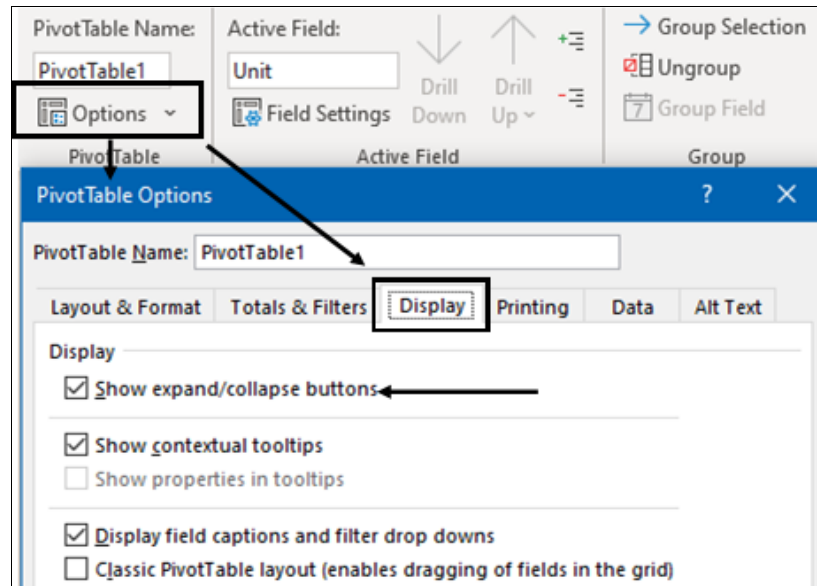 PivotTable Name:
PivotTable1
Options
PivotTable
Active Field:
Unit
Field Settings
Drill Down
Drill Up
Active Field
Group Selection
Ungroup
7 Group Field
Group
PivotTable Options ? ×
PivotTable Name: PivotTable1
Layout & Format Totals & Filters Display Printing Data Alt Text
Display
Show expand/collapse buttons
Show contextual tooltips
Show properties in tooltips
Display field captions and filter drop downs
Classic PivotTable layout (enables dragging of fields in the grid)